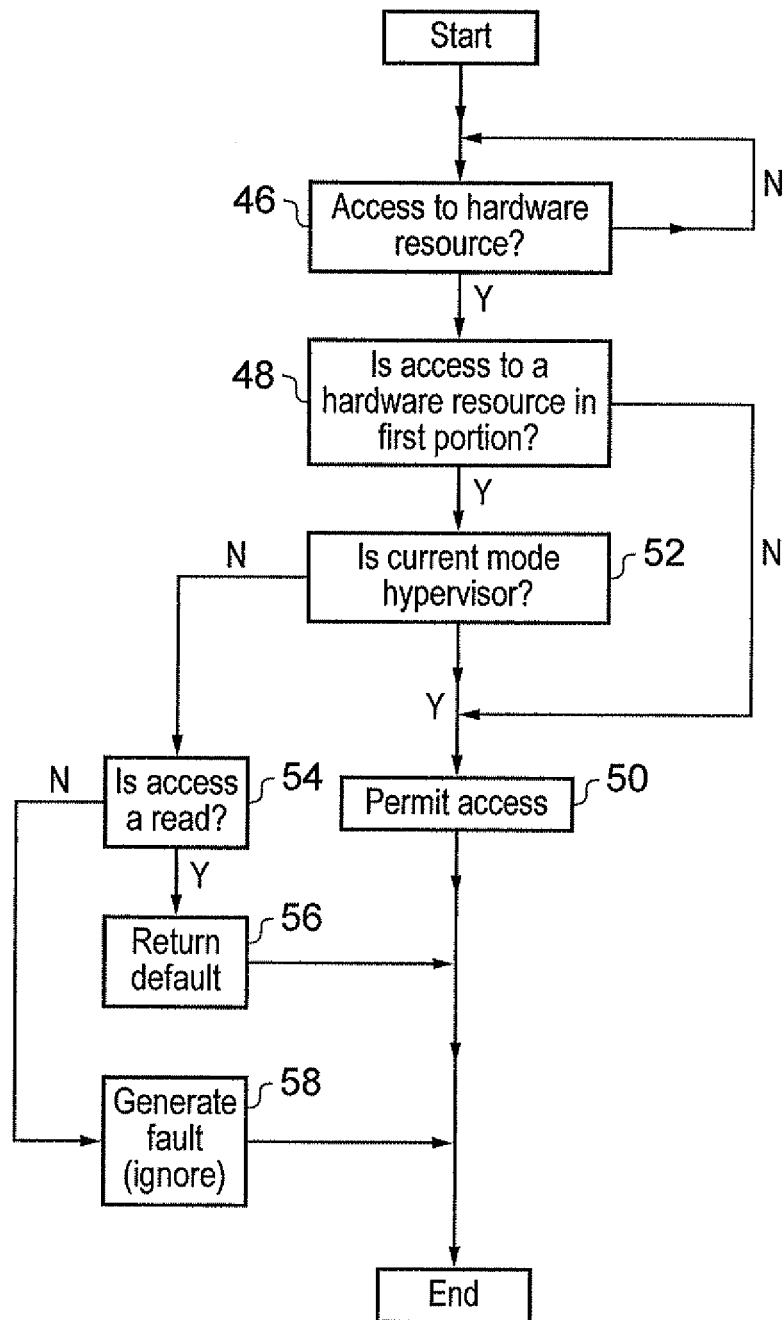 Start
N
46
Access to hardware
resource?
Y
48
Is access to a
hardware resource in
first portion?
Y
N
N
Is current mode
hypervisor?
52
Y
N
Is access
a read?
54
Permit access
50
Y
56
Return
default
58
Generate
fault
(ignore)
End